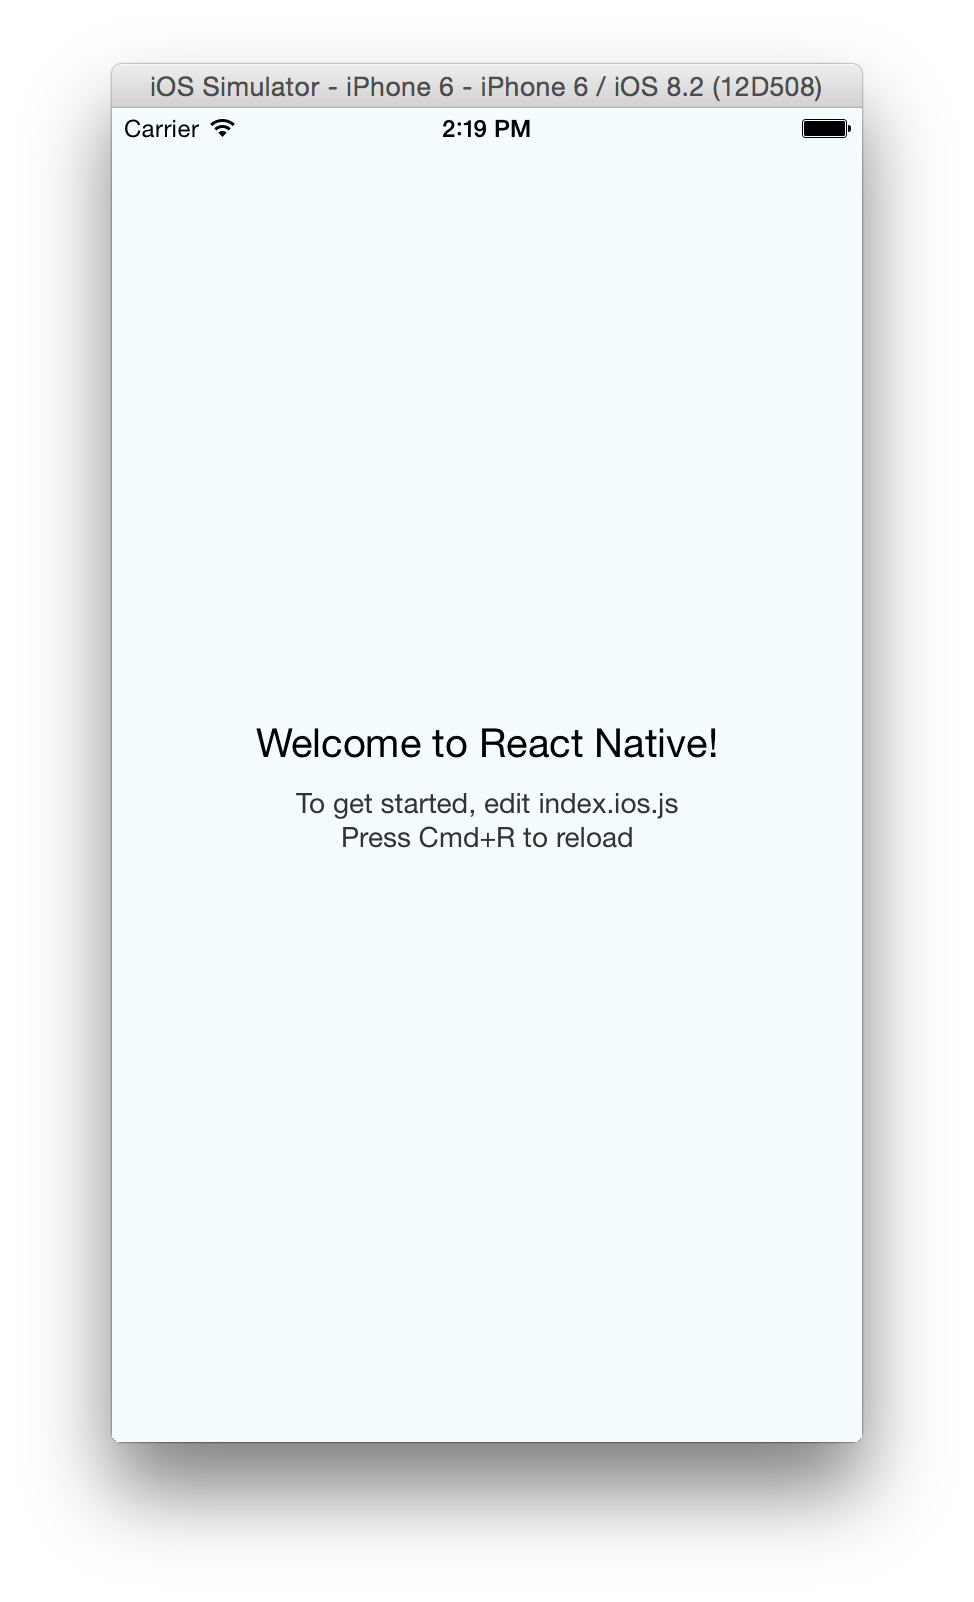 iOS Simulator - iPhone 6 - iPhone 6 / iOS 8.2 (12D508)
Carrier 2:19 PM
Welcome to React Native!
To get started, edit index.ios.js
Press Cmd+R to reload